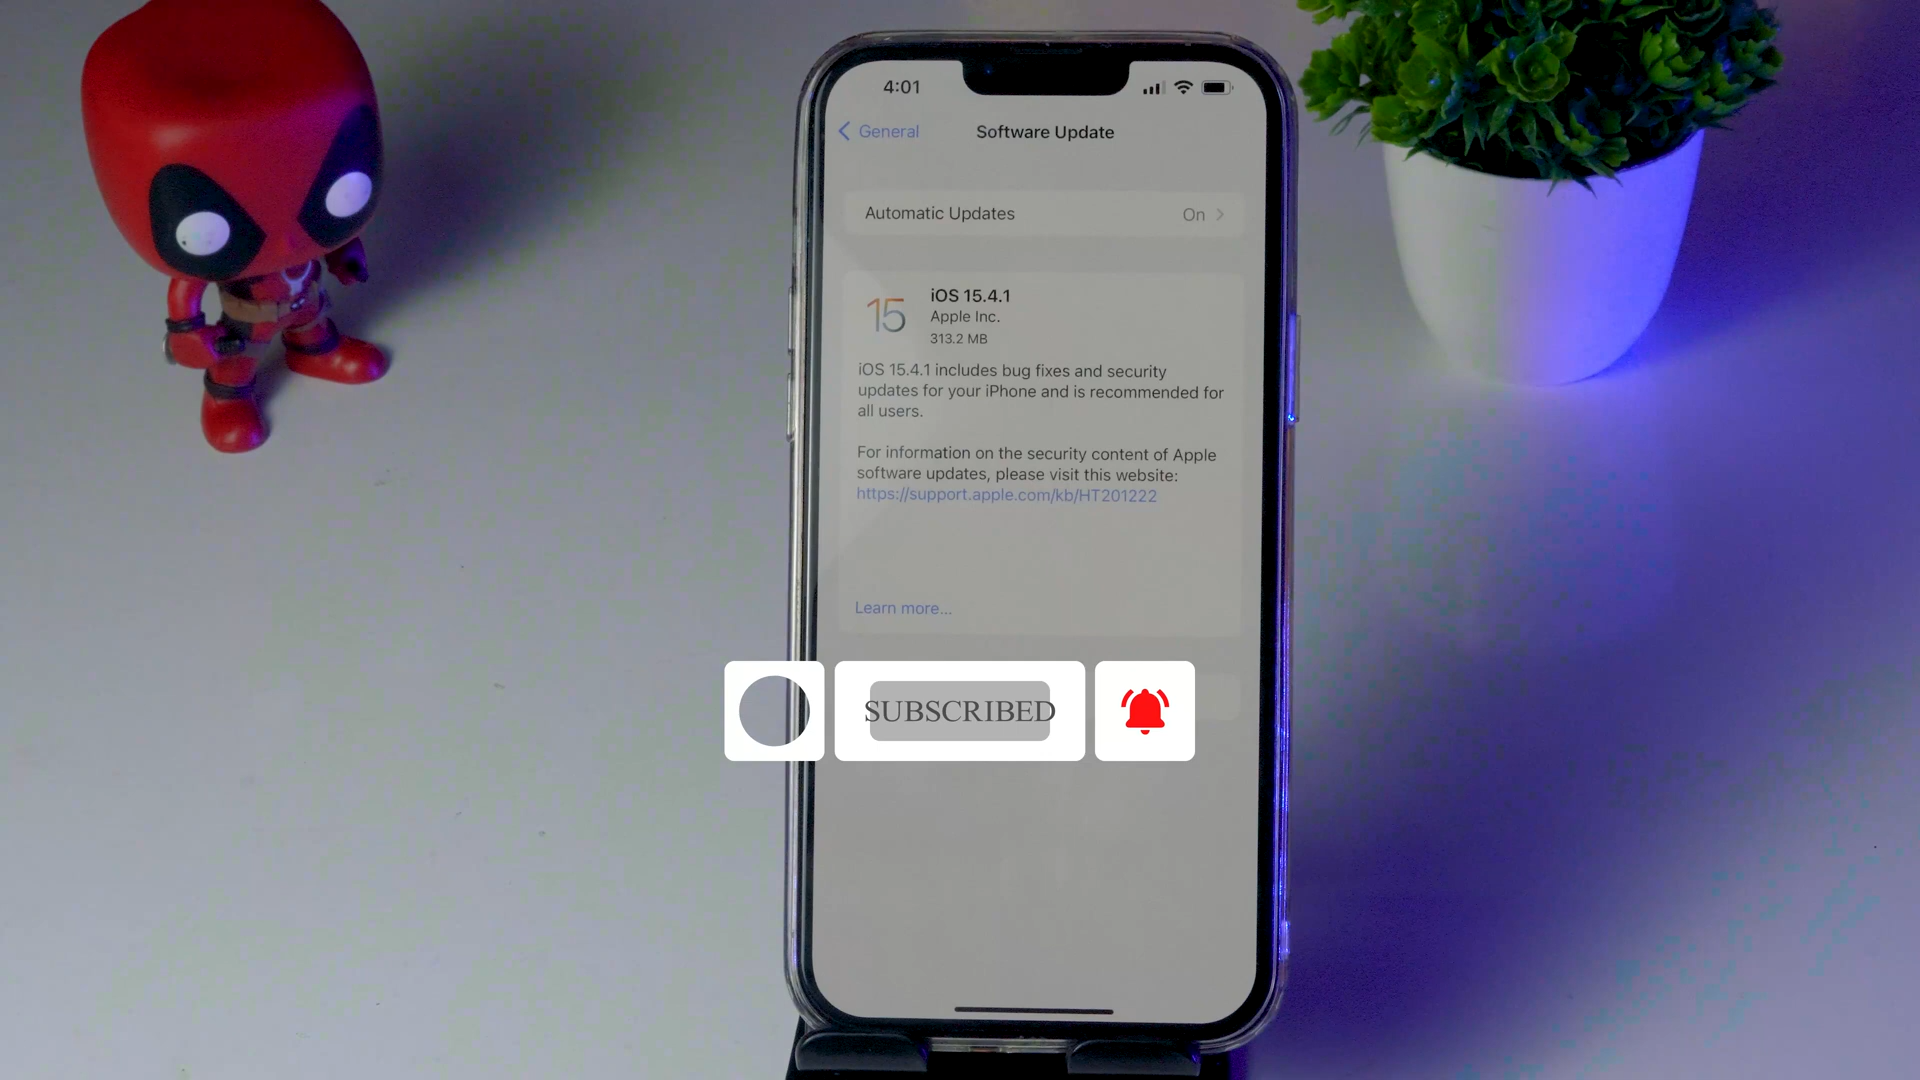 4:01
General
Software Update
Automatic Updates
On
15
iOS 15.4.1
Apple Inc.
313.2 MB
iOS 15.4.1 includes bug fixes and security
updates for your iPhone and is recommended for
all users.
For information on the security content of Apple
software updates, please visit this website:
https://support.apple.com/kb/HT201222
Learn more...
SUBSCRIBED